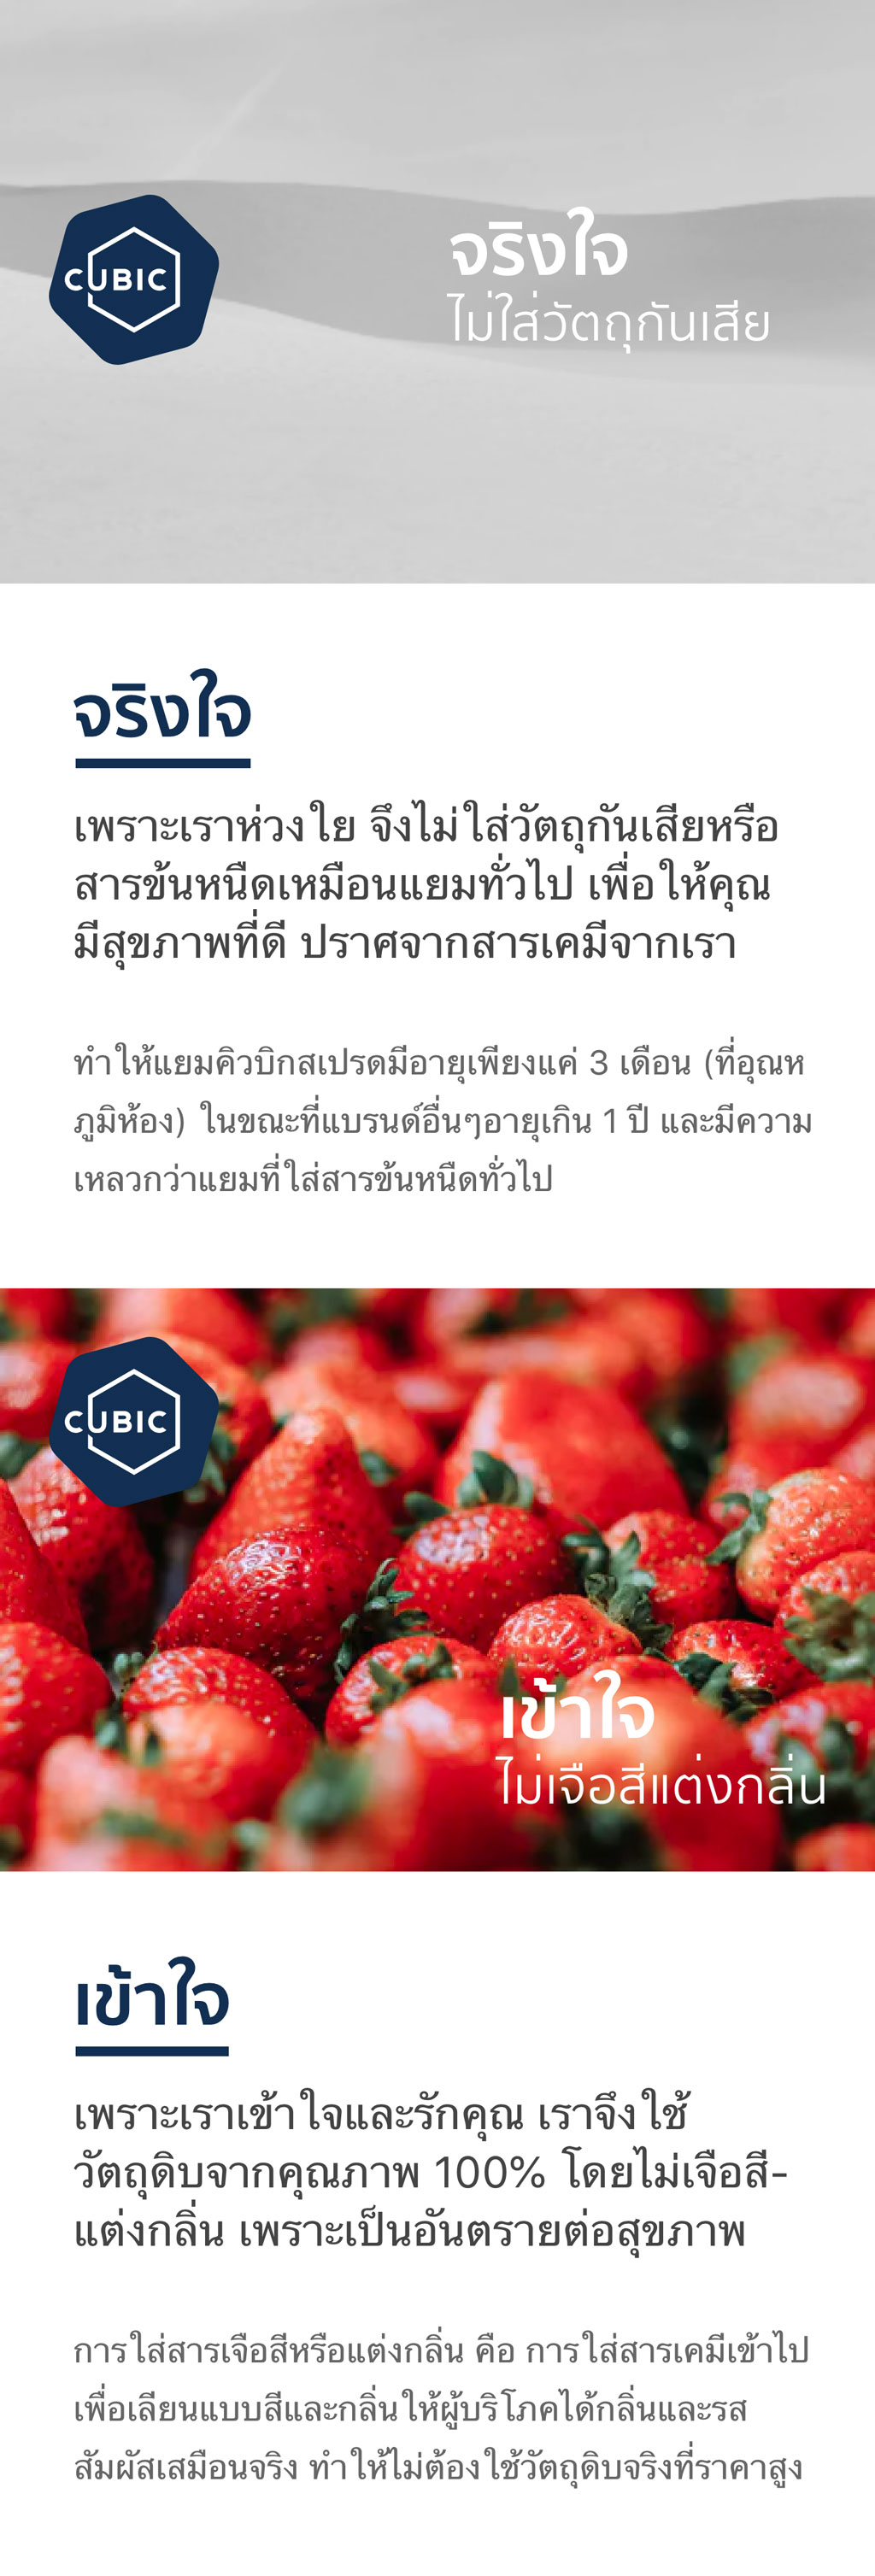 CUBIC
จริงใจ
ไม่ใส่วัตถุกันเสีย
จริงใจ
เพราะเราห่วงใย จึงไม่ใส่วัตถุกันเสียหรือ
สารข้นหนืดเหมือนแยมทั่วไป เพื่อให้คุณ
มีสุขภาพที่ดี ปราศจากสารเคมีจากเรา
ทำให้แยมคิวบิกสเปรดมีอายุเพียงแค่ 3 เดือน (ที่อุณห
ภูมิห้อง) ในขณะที่แบรนด์อื่นๆอายุเกิน 1 ปี และมีความ
เหลวกว่าแยมที่ใส่สารข้นหนืดทั่วไป
CUBIC
เข้าใจ
ไม่เจือสีแต่งกลิ่น
เข้าใจ
เพราะเราเข้าใจและรักคุณ เราจึงใช้
วัตถุดิบจากคุณภาพ 100% โดยไม่เจือสี-
แต่งกลิ่น เพราะเป็นอันตรายต่อสุขภาพ
การใส่สารเจือสีหรือแต่งกลิ่น คือ การใส่สารเคมีเข้าไป
เพื่อเลียนแบบสีและกลิ่นให้ผู้บริโภคได้กลิ่นและรส
สัมผัสเสมือนจริง ทำให้ไม่ต้องใช้วัตถุดิบจริงที่ราคาสูง